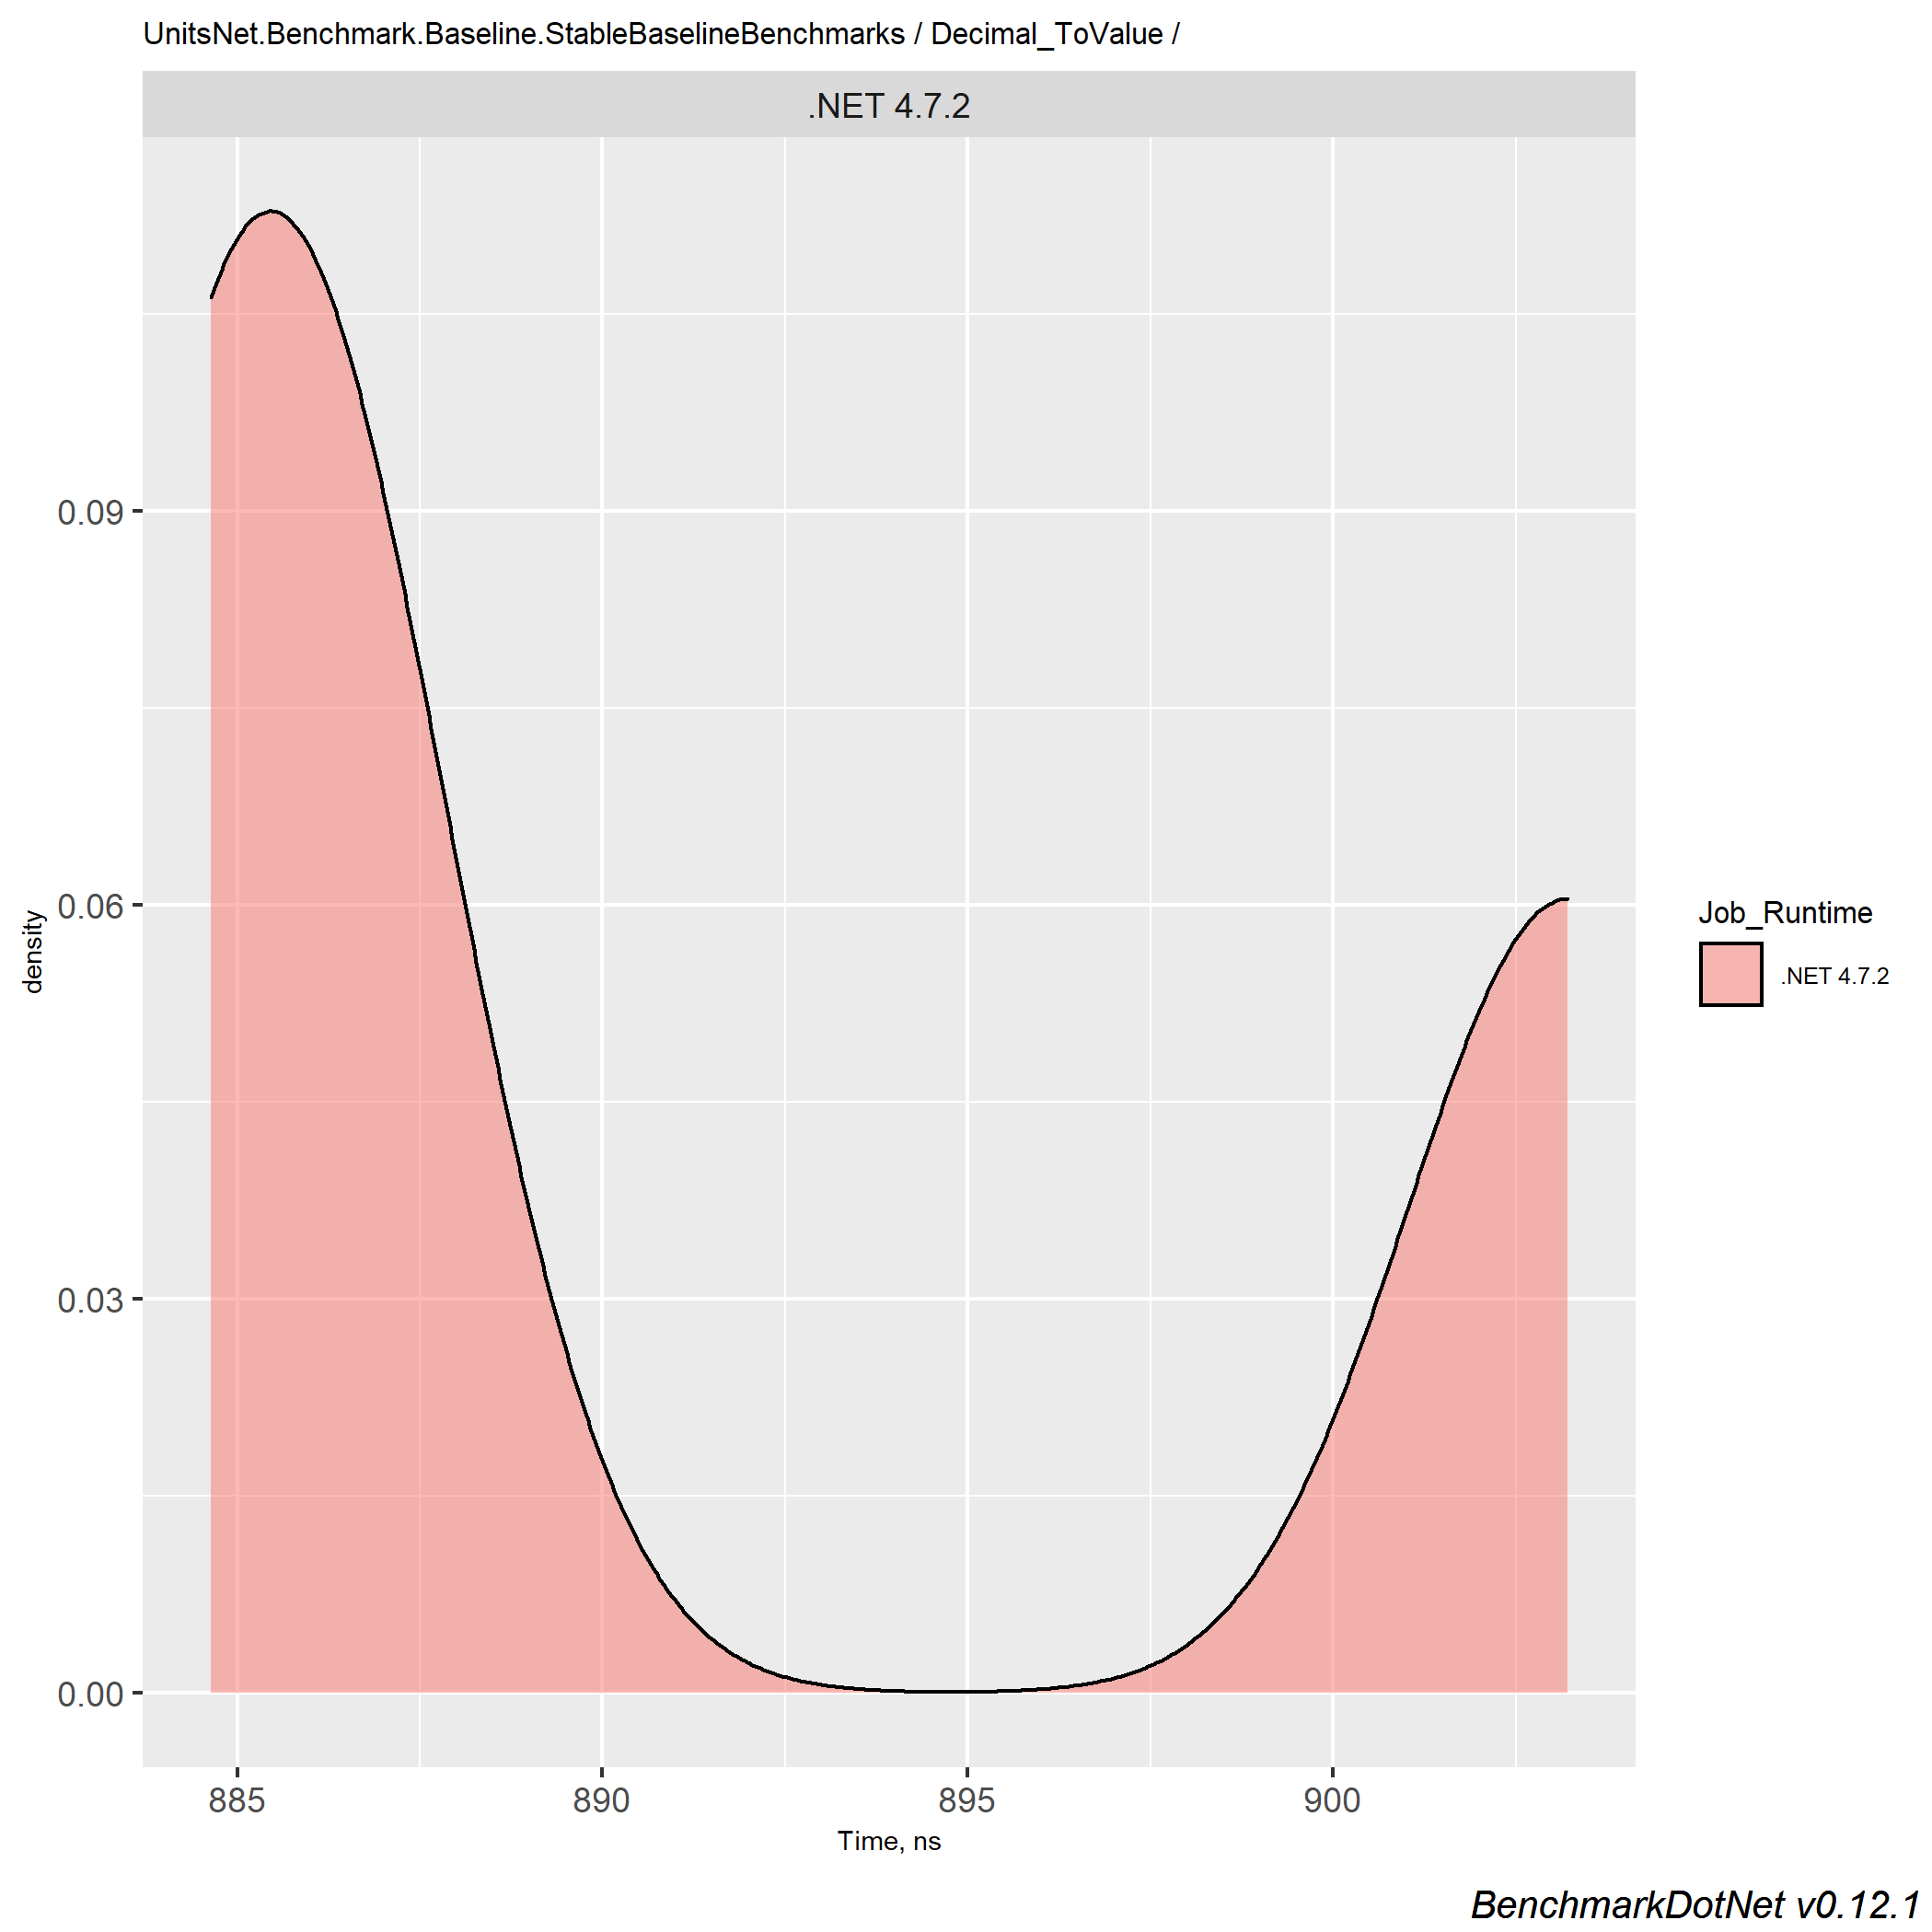 UnitsNet.Benchmark.Baseline.StableBaselineBenchmarks / Decimal_ToValue /
.NET 4.7.2
0.09
0.06
0.03
0.00
density
885 890 895 900
Time, ns
Job_Runtime
.NET 4.7.2
BenchmarkDotNet v0.12.1